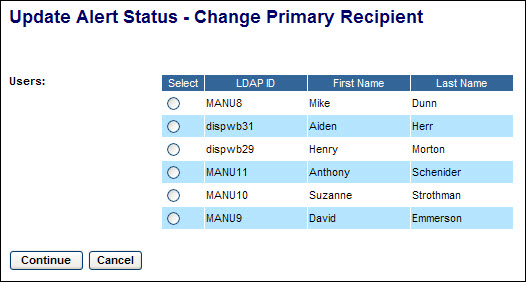 Update Alert Status - Change Primary Recipient
Users:
Select LDAP ID First Name Last Name
MANU8 Mike Dunn
dispwb31 Aiden Herr
dispwb29 Henry Morton
MANU11 Anthony Schenider
MANU10 Suzanne Strothman
MANU9 David Emmerson
Continue Cancel